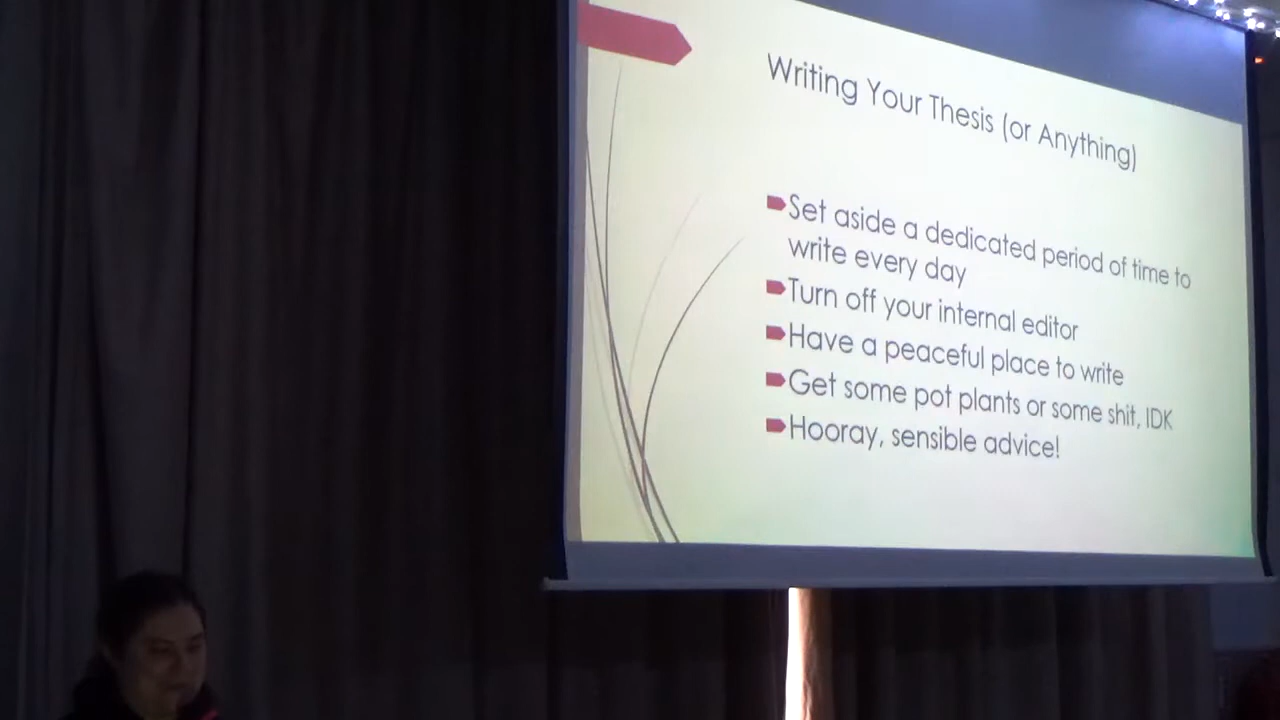 Writing Your Thesis (or Anything)
Set aside a dedicated period of time to
write every day
Turn off your internal editor
Have a peaceful place to write
Get some pot plants or some shit, IDK
Hooray, sensible advice!